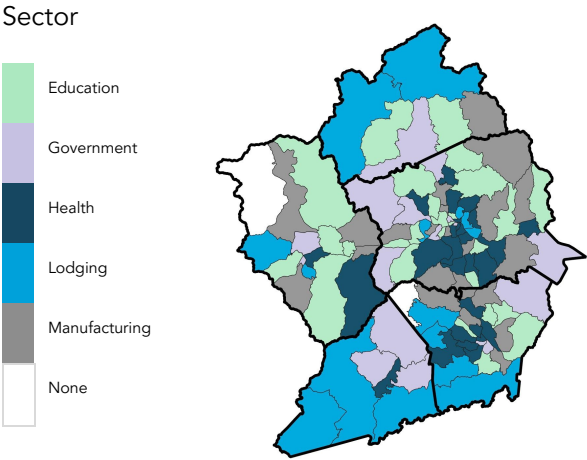 Sector
Education
Government
Health
Lodging
Manufacturing
None